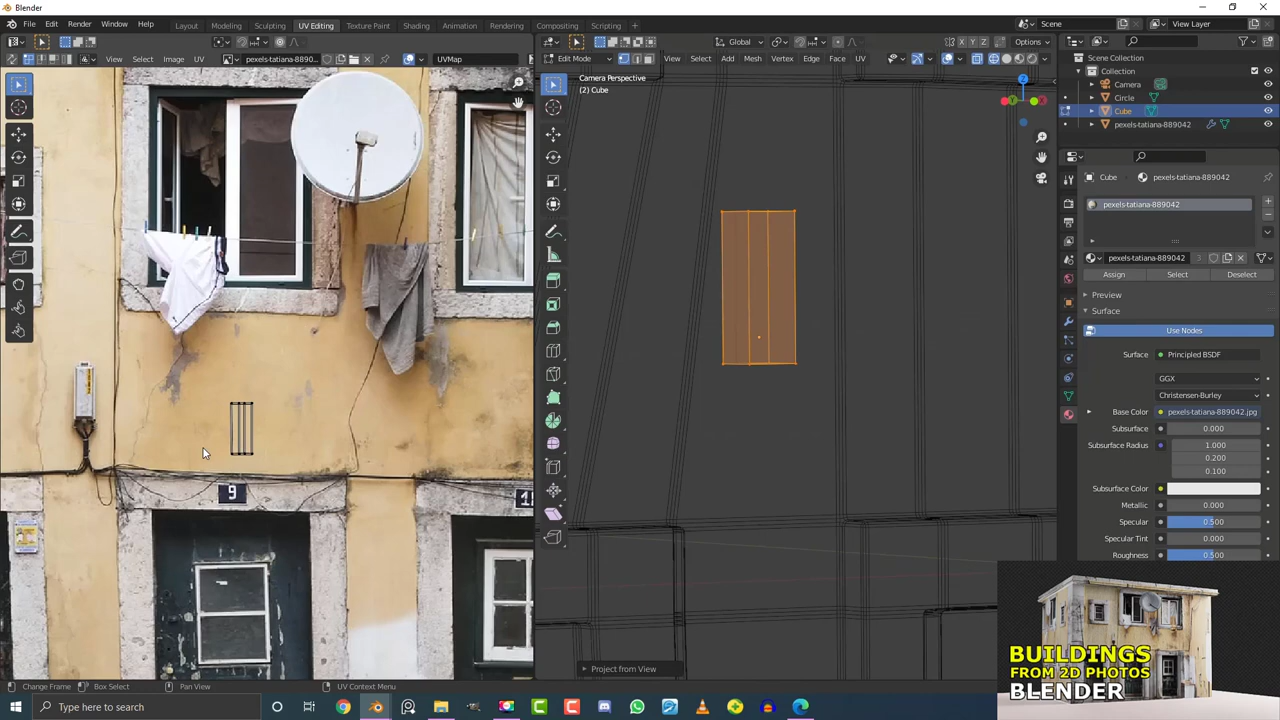 Blender
File Edit Render Window Help
Layout Modeling Sculpting UV Editing Texture Paint Shading Animation Rendering Compositing Scripting +
Scene
View Layer
View Select Image UV
pexels-tatiana-8890...
UVMap
Global
Options
Edit Mode
View Select Add Mesh Vertex Edge Face UV
Camera Perspective
(2) Cube
X Y Z
Scene Collection
Collection
Camera
Circle
Cube
pexels-tatiana-889042
Cube
pexels-tatiana-889042
pexels-tatiana-889042
pexels-tatiana-889042
3
Assign
Select
Deselect
Preview
Surface
Use Nodes
Surface
Principled BSDF
GGX
Christensen-Burley
Base Color
pexels-tatiana-889042.jpg
Subsurface
0.000
Subsurface Radius
1.000
0.200
0.100
Subsurface Color
Metallic
0.000
Specular
0.500
Specular Tint
0.000
Roughness
0.500
9
Project from View
BUILDINGS
FROM 2D PHOTOS
BLENDER
Change Frame
Box Select
Pan View
UV Context Menu
Type here to search